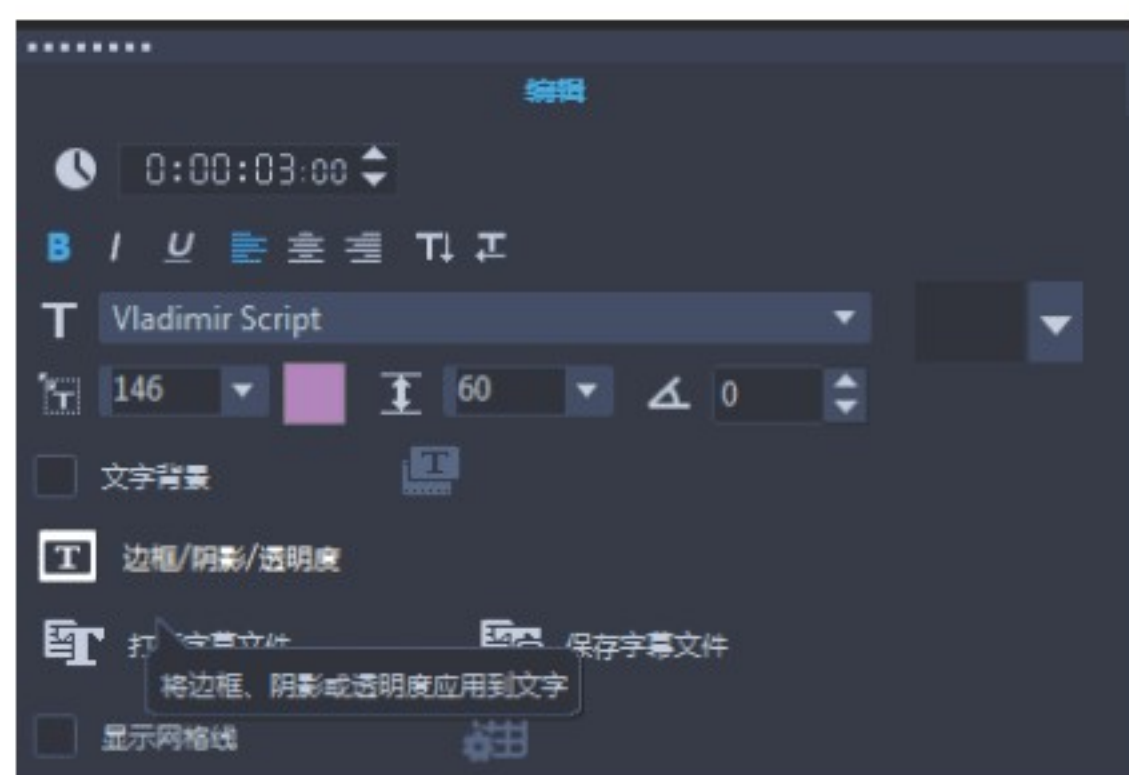 编辑
0:00:03:00
B I U
T Vladimir Script
146 60 0
文字背景 T
T 边框/阴影/透明度
保存字幕文件
将边框、阴影或透明度应用到文字
显示网格线